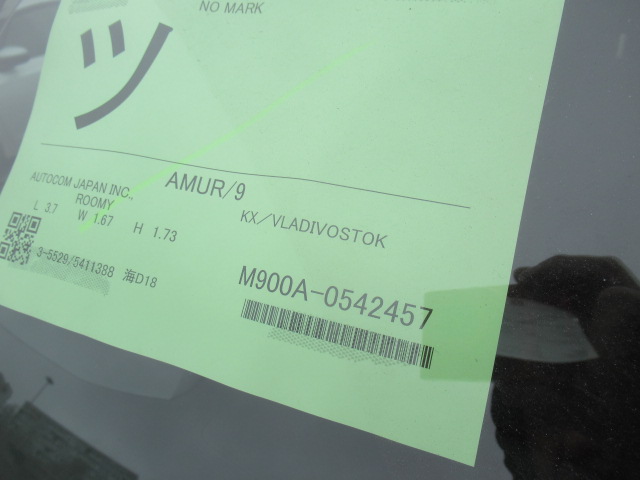 NO MARK
ツ
AUTOCOM JAPAN INC., AMUR/9
ROOMY
L 3.7 W 1.67 H 1.73 KX/VLADIVOSTOK
3-5529/5411388 海D18
M900A-0542457